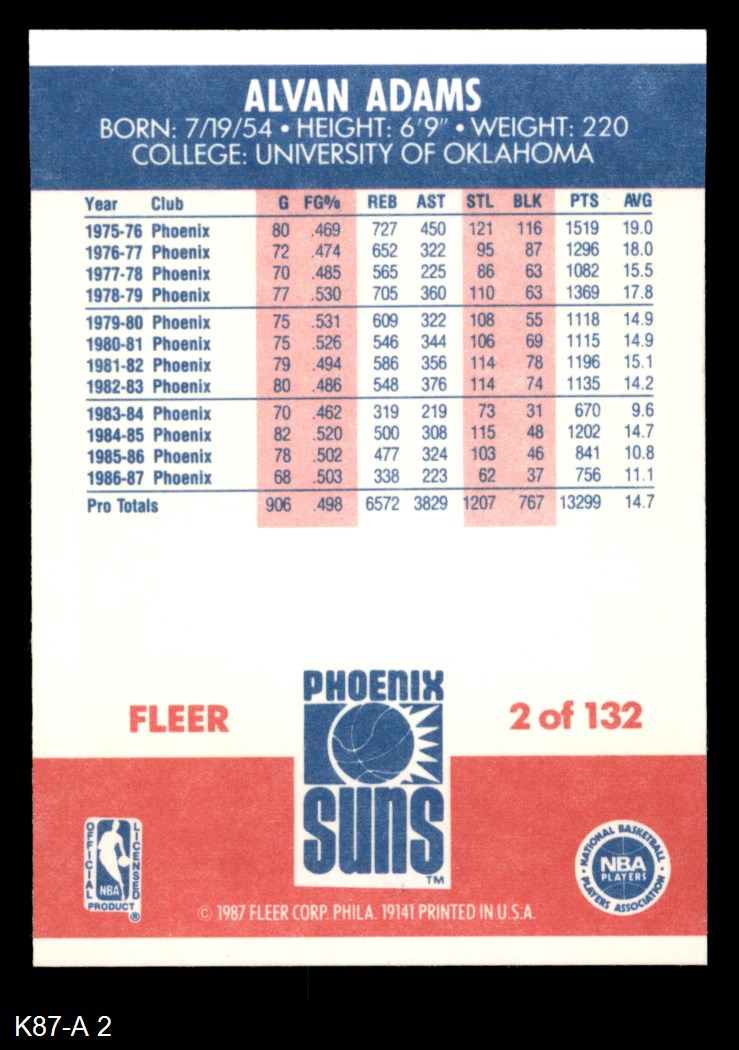 ALVAN ADAMS
BORN: 7/19/54 • HEIGHT: 6'9" • WEIGHT: 220
COLLEGE: UNIVERSITY OF OKLAHOMA
Year Club G FG% REB AST STL BLK PTS AVG
1975-76 Phoenix 80 .469 727 450 121 116 1519 19.0
1976-77 Phoenix 72 .474 652 322 95 87 1296 18.0
1977-78 Phoenix 70 .485 565 225 86 63 1082 15.5
1978-79 Phoenix 77 .530 705 360 110 63 1369 17.8
1979-80 Phoenix 75 .531 609 322 108 55 1118 14.9
1980-81 Phoenix 75 .526 546 344 106 69 1115 14.9
1981-82 Phoenix 79 .494 586 356 114 78 1196 15.1
1982-83 Phoenix 80 .486 548 376 114 74 1135 14.2
1983-84 Phoenix 70 .462 319 219 73 31 670 9.6
1984-85 Phoenix 82 .520 500 308 115 48 1202 14.7
1985-86 Phoenix 78 .502 477 324 103 46 841 10.8
1986-87 Phoenix 68 .503 338 223 62 37 756 11.1
Pro Totals 906 .498 6572 3829 1207 767 13299 14.7
PHOENIX
FLEER
2 of 132
SUNS
TM
OFFICIAL LICENSED
NBA
PRODUCT ®
NATIONAL BASKETBALL
NBA
PLAYERS
PLAYERS ASSOCIATION
© 1987 FLEER CORP. PHILA. 19141 PRINTED IN U.S.A.
K87-A 2